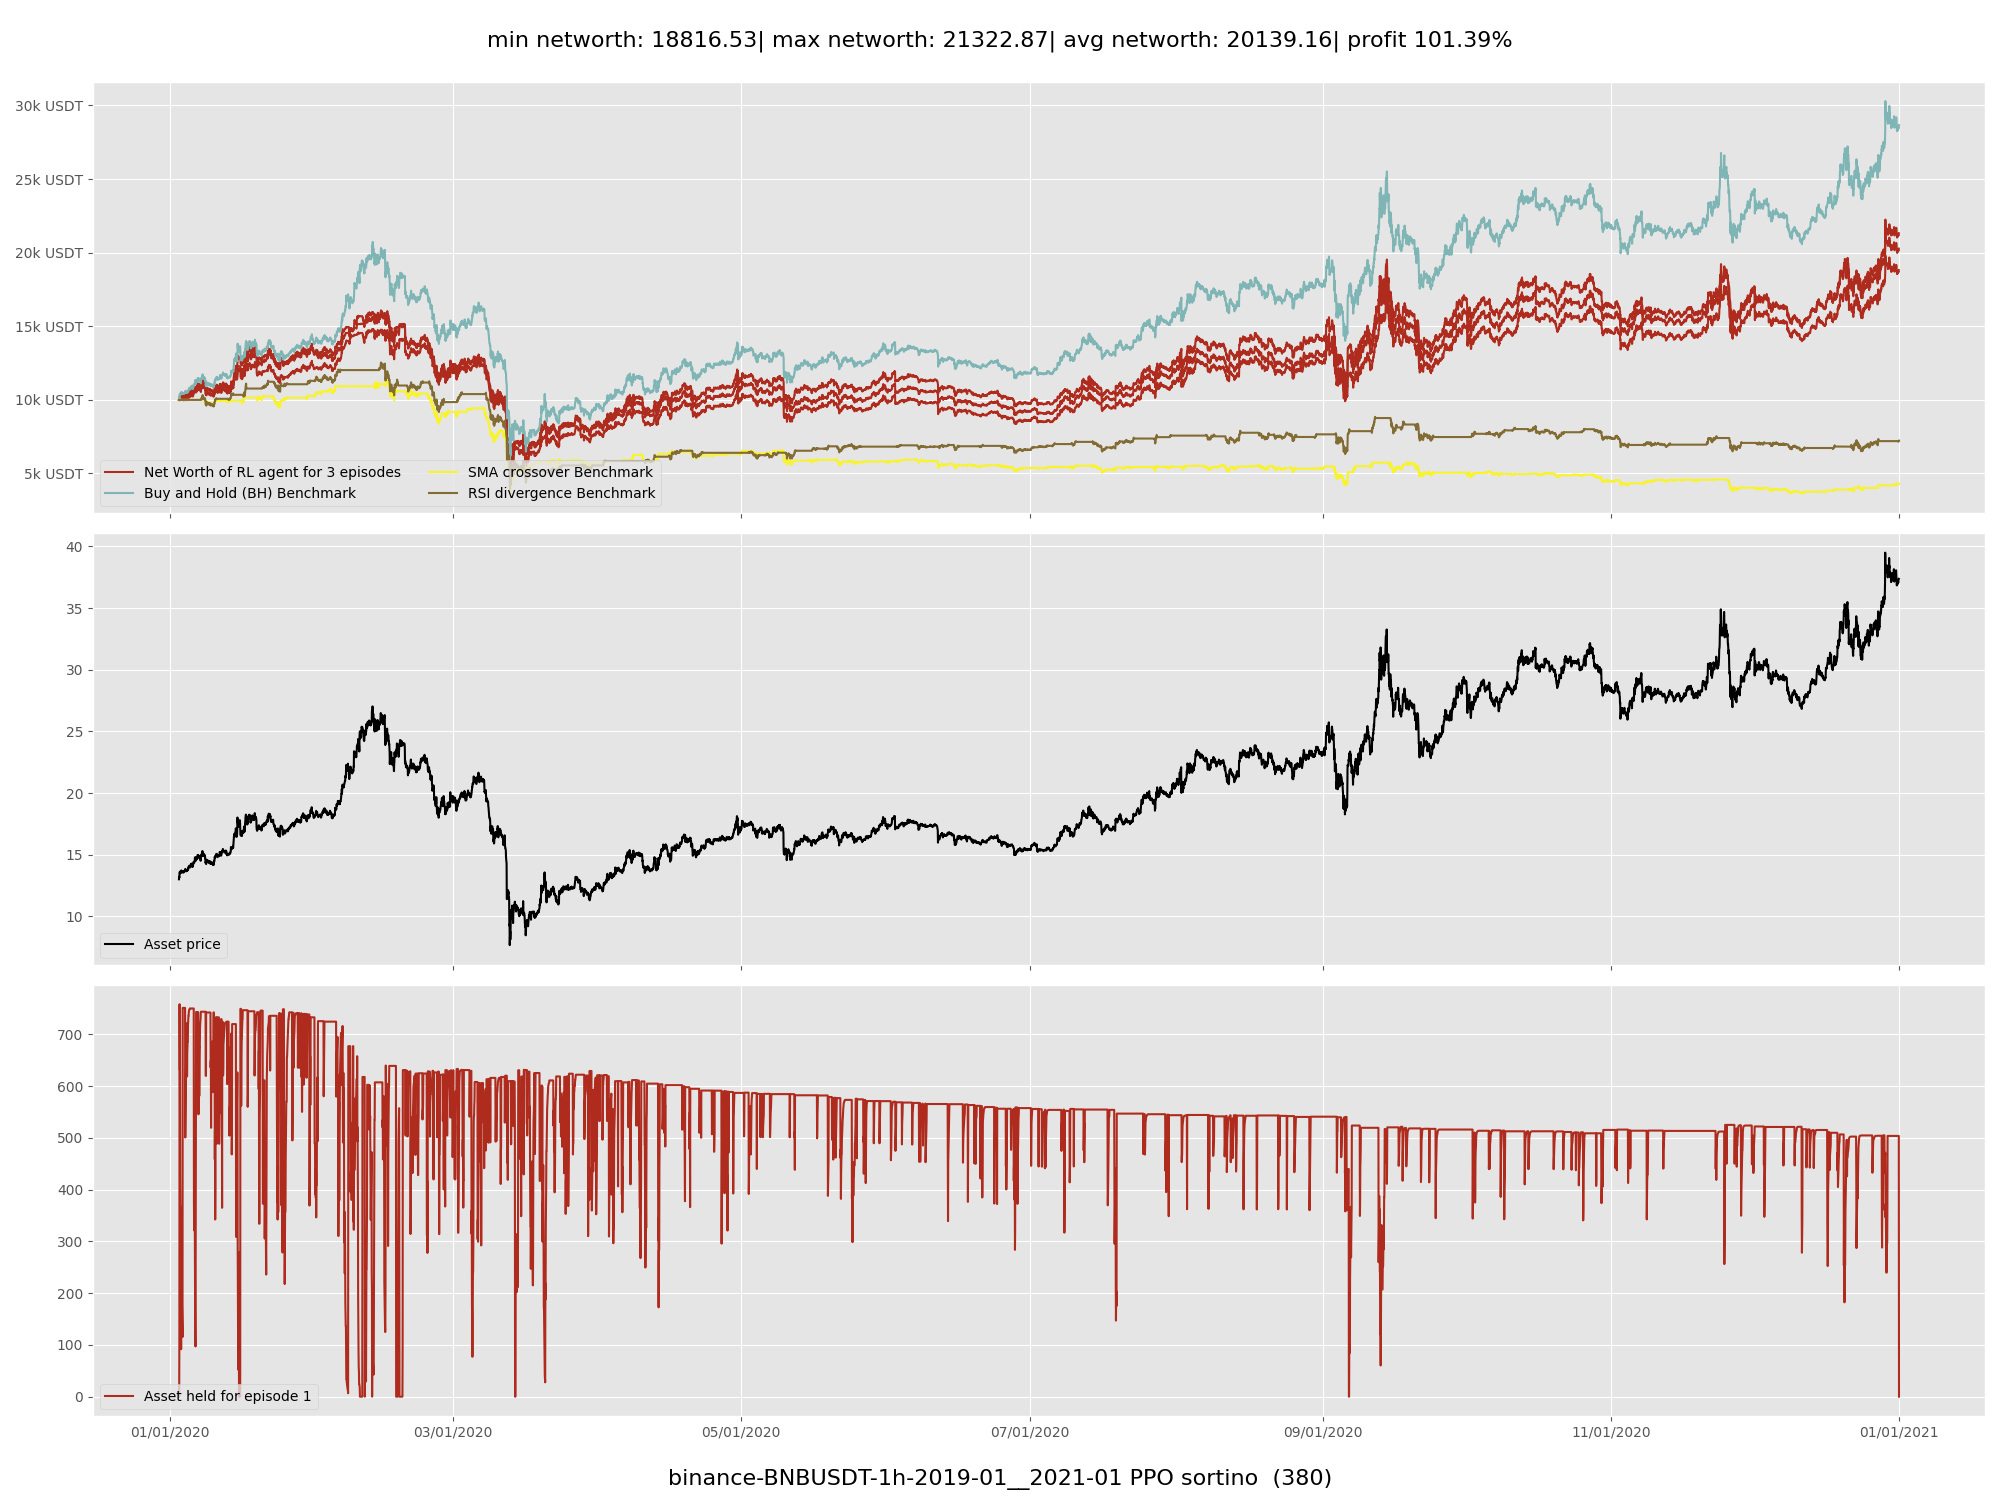 min networth: 18816.53| max networth: 21322.87| avg networth: 20139.16| profit 101.39%
30k USDT
25k USDT
20k USDT
15k USDT
10k USDT
5k USDT
Net Worth of RL agent for 3 episodes
Buy and Hold (BH) Benchmark
SMA crossover Benchmark
RSI divergence Benchmark
40
35
30
25
20
15
10
Asset price
700
600
500
400
300
200
100
0
Asset held for episode 1
01/01/2020 03/01/2020 05/01/2020 07/01/2020 09/01/2020 11/01/2020 01/01/2021
binance-BNBUSDT-1h-2019-01__2021-01 PPO sortino  (380)